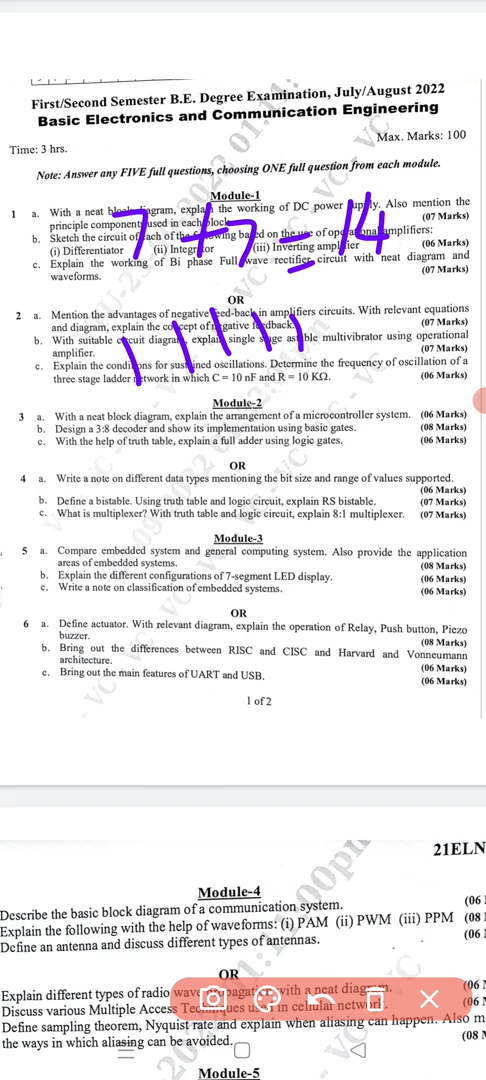 First/Second Semester B.E. Degree Examination, July/August 2022
Basic Electronics and Communication Engineering
Time: 3 hrs.
Max. Marks: 100
Note: Answer any FIVE full questions, choosing ONE full question from each module.
Module-1
1 a. With a neat block diagram, explain the working of DC power supply. Also mention the
principle components used in each block. (07 Marks)
b. Sketch the circuit of each of the following based on the use of operational amplifiers:
(i) Differentiator (ii) Integrator (iii) Inverting amplifier (06 Marks)
c. Explain the working of Bi phase Full wave rectifier circuit with neat diagram and
waveforms. (07 Marks)
7 + 7 = 14
OR
2 a. Mention the advantages of negative feed-back in amplifiers circuits. With relevant equations
and diagram, explain the concept of negative feedback. (07 Marks)
b. With suitable circuit diagram, explain single stage astable multivibrator using operational
amplifier. (07 Marks)
c. Explain the conditions for sustained oscillations. Determine the frequency of oscillation of a
three stage ladder network in which C = 10 nF and R = 10 KΩ. (06 Marks)
Module-2
3 a. With a neat block diagram, explain the arrangement of a microcontroller system. (06 Marks)
b. Design a 3:8 decoder and show its implementation using basic gates. (08 Marks)
c. With the help of truth table, explain a full adder using logic gates. (06 Marks)
OR
4 a. Write a note on different data types mentioning the bit size and range of values supported.
(06 Marks)
b. Define a bistable. Using truth table and logic circuit, explain RS bistable. (07 Marks)
c. What is multiplexer? With truth table and logic circuit, explain 8:1 multiplexer. (07 Marks)
Module-3
5 a. Compare embedded system and general computing system. Also provide the application
areas of embedded systems. (08 Marks)
b. Explain the different configurations of 7-segment LED display. (06 Marks)
c. Write a note on classification of embedded systems. (06 Marks)
OR
6 a. Define actuator. With relevant diagram, explain the operation of Relay, Push button, Piezo
buzzer. (08 Marks)
b. Bring out the differences between RISC and CISC and Harvard and Vonneumann
architecture. (06 Marks)
c. Bring out the main features of UART and USB. (06 Marks)
1 of 2
21ELN
Module-4
Describe the basic block diagram of a communication system. (06
Explain the following with the help of waveforms: (i) PAM (ii) PWM (iii) PPM (08
Define an antenna and discuss different types of antennas. (06
OR
Explain different types of radio wave propagation with a neat diagram. (06
Discuss various Multiple Access Techniques used in cellular network. (06
Define sampling theorem, Nyquist rate and explain when aliasing can happen. Also
the ways in which aliasing can be avoided. (08
Module-5